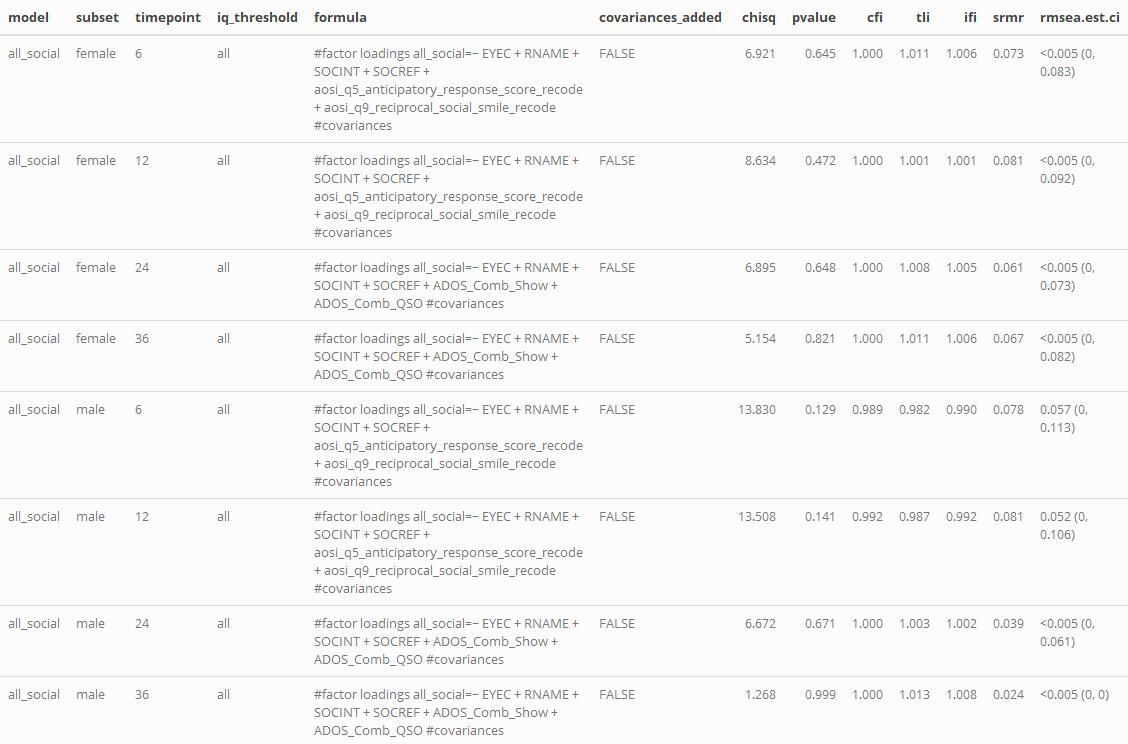 model subset timepoint iq_threshold formula covariances_added chisq pvalue cfi tli ifi srmr rmsea.est.ci
all_social female 6 all #factor loadings all_social=~ EYEC + RNAME + FALSE 6.921 0.645 1.000 1.011 1.006 0.073 <0.005 (0,
SOCINT + SOCREF + 0.083)
aosi_q5_anticipatory_response_score_recode
+ aosi_q9_reciprocal_social_smile_recode
#covariances
all_social female 12 all #factor loadings all_social=~ EYEC + RNAME + FALSE 8.634 0.472 1.000 1.001 1.001 0.081 <0.005 (0,
SOCINT + SOCREF + 0.092)
aosi_q5_anticipatory_response_score_recode
+ aosi_q9_reciprocal_social_smile_recode
#covariances
all_social female 24 all #factor loadings all_social=~ EYEC + RNAME + FALSE 6.895 0.648 1.000 1.008 1.005 0.061 <0.005 (0,
SOCINT + SOCREF + ADOS_Comb_Show + 0.073)
ADOS_Comb_QSO #covariances
all_social female 36 all #factor loadings all_social=~ EYEC + RNAME + FALSE 5.154 0.821 1.000 1.011 1.006 0.067 <0.005 (0,
SOCINT + SOCREF + ADOS_Comb_Show + 0.082)
ADOS_Comb_QSO #covariances
all_social male 6 all #factor loadings all_social=~ EYEC + RNAME + FALSE 13.830 0.129 0.989 0.982 0.990 0.078 0.057 (0,
SOCINT + SOCREF + 0.113)
aosi_q5_anticipatory_response_score_recode
+ aosi_q9_reciprocal_social_smile_recode
#covariances
all_social male 12 all #factor loadings all_social=~ EYEC + RNAME + FALSE 13.508 0.141 0.992 0.987 0.992 0.081 0.052 (0,
SOCINT + SOCREF + 0.106)
aosi_q5_anticipatory_response_score_recode
+ aosi_q9_reciprocal_social_smile_recode
#covariances
all_social male 24 all #factor loadings all_social=~ EYEC + RNAME + FALSE 6.672 0.671 1.000 1.003 1.002 0.039 <0.005 (0,
SOCINT + SOCREF + ADOS_Comb_Show + 0.061)
ADOS_Comb_QSO #covariances
all_social male 36 all #factor loadings all_social=~ EYEC + RNAME + FALSE 1.268 0.999 1.000 1.013 1.008 0.024 <0.005 (0, 0)
SOCINT + SOCREF + ADOS_Comb_Show +
ADOS_Comb_QSO #covariances